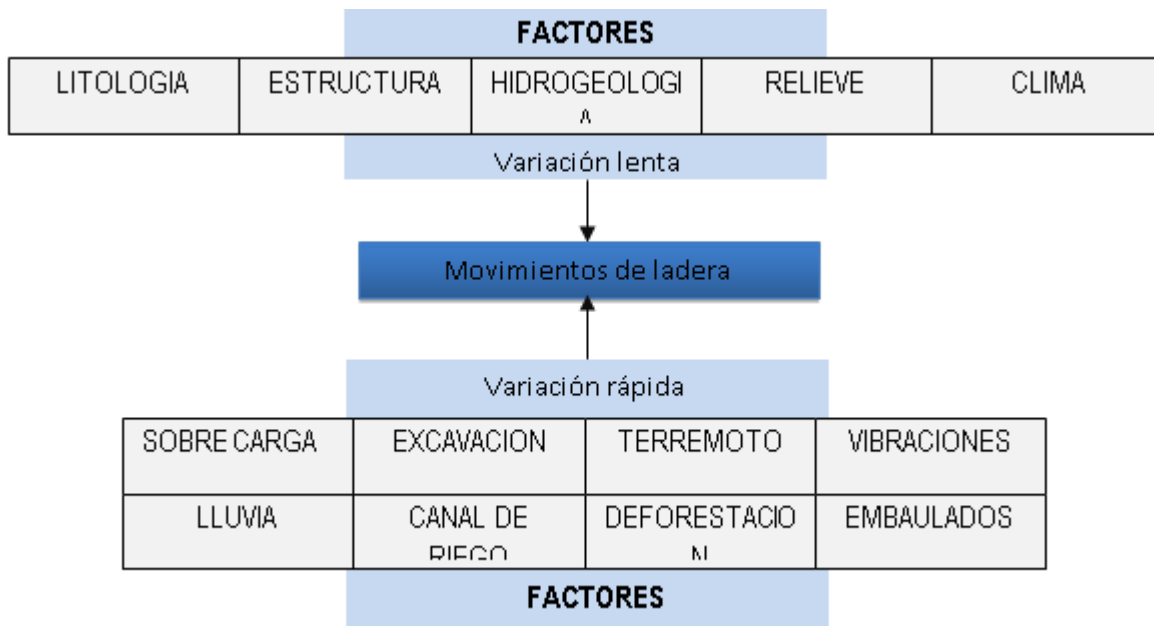 FACTORES
LITOLOGIA
ESTRUCTURA
HIDROGEOLOGI
A
RELIEVE
CLIMA
Variación lenta
Movimientos de ladera
Variación rápida
SOBRE CARGA
EXCAVACION
TERREMOTO
VIBRACIONES
LLUVIA
CANAL DE
RIEGO
DEFORESTACIO
N
EMBAULADOS
FACTORES